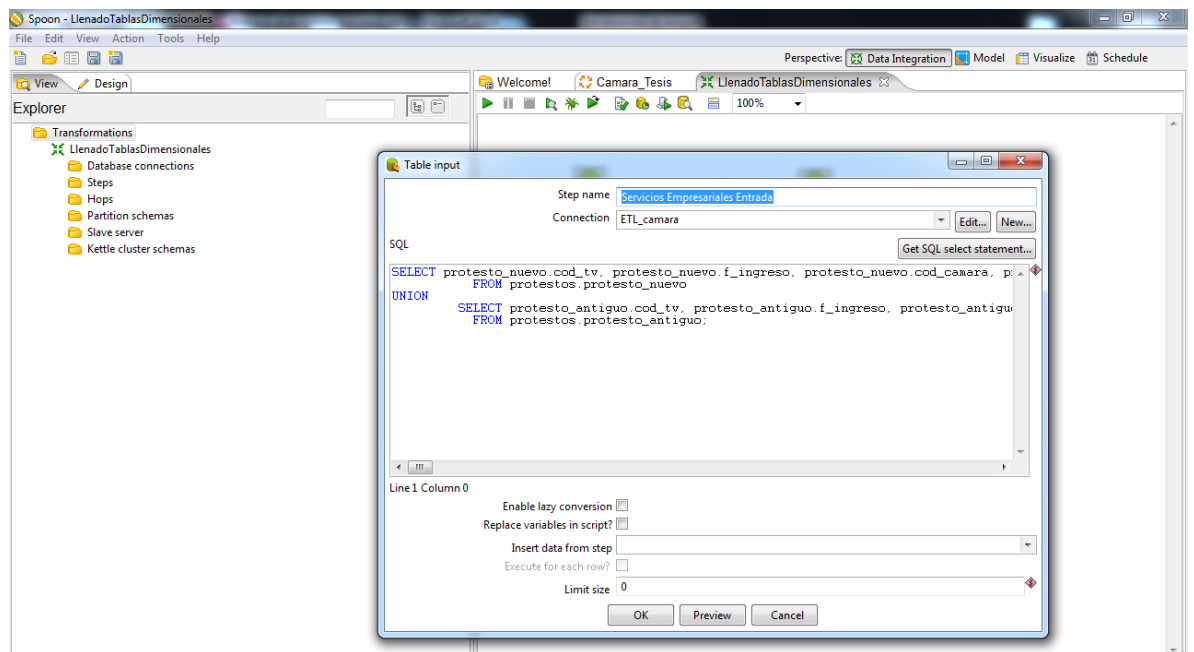 Spoon - LlenadoTablasDimensionales
File Edit View Action Tools Help
Perspective: Data Integration Model Visualize Schedule
View Design
Welcome! Camara_Tesis LlenadoTablasDimensionales
Explorer
100%
Transformations
LlenadoTablasDimensionales
Database connections
Steps
Hops
Partition schemas
Slave server
Kettle cluster schemas
Table input
Step name Servicios Empresariales Entrada
Connection ETL_camara Edit... New...
SQL Get SQL select statement...
SELECT protesto_nuevo.cod_tv, protesto_nuevo.f_ingreso, protesto_nuevo.cod_camara,
FROM protestos.protesto_nuevo
UNION
SELECT protesto_antiguo.cod_tv, protesto_antiguo.f_ingreso,
FROM protestos.protesto_antiguo;
Line 1 Column 0
Enable lazy conversion
Replace variables in script?
Insert data from step
Execute for each row?
Limit size 0
OK Preview Cancel